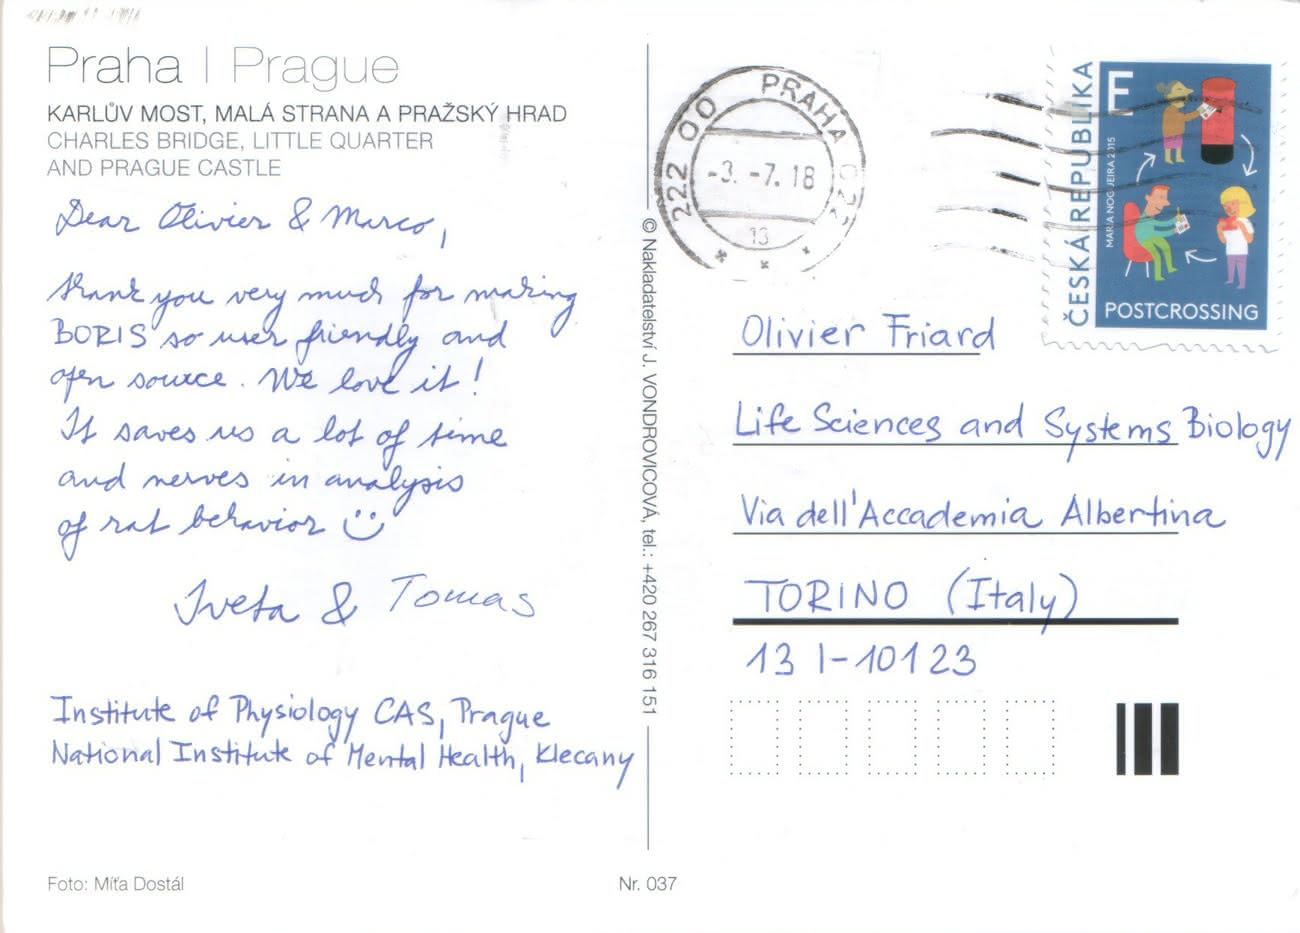 Praha | Prague
KARLŮV MOST, MALÁ STRANA A PRAŽSKÝ HRAD
CHARLES BRIDGE, LITTLE QUARTER
AND PRAGUE CASTLE
Dear Olivier & Marco,
thank you very much for making
BORIS so user friendly and
open source. We love it!
It saves us a lot of time
and nerves in analysis
of rat behavior
Iveta & Tomas
Institute of Physiology CAS, Prague
National Institute of Mental Health, Klecany
Foto: Míťa Dostál
Nr. 037
© Nakladatelství J. VONDROVICOVÁ, tel.: +420 267 316 151
222 00 PRAHA 022
-3.-7.18
13
ČESKÁ REPUBLIKA
E
MARIA NOGUEIRA 2015
POSTCROSSING
Olivier Friard
Life Sciences and Systems Biology
Via dell'Accademia Albertina
TORINO (Italy)
13 I-10123